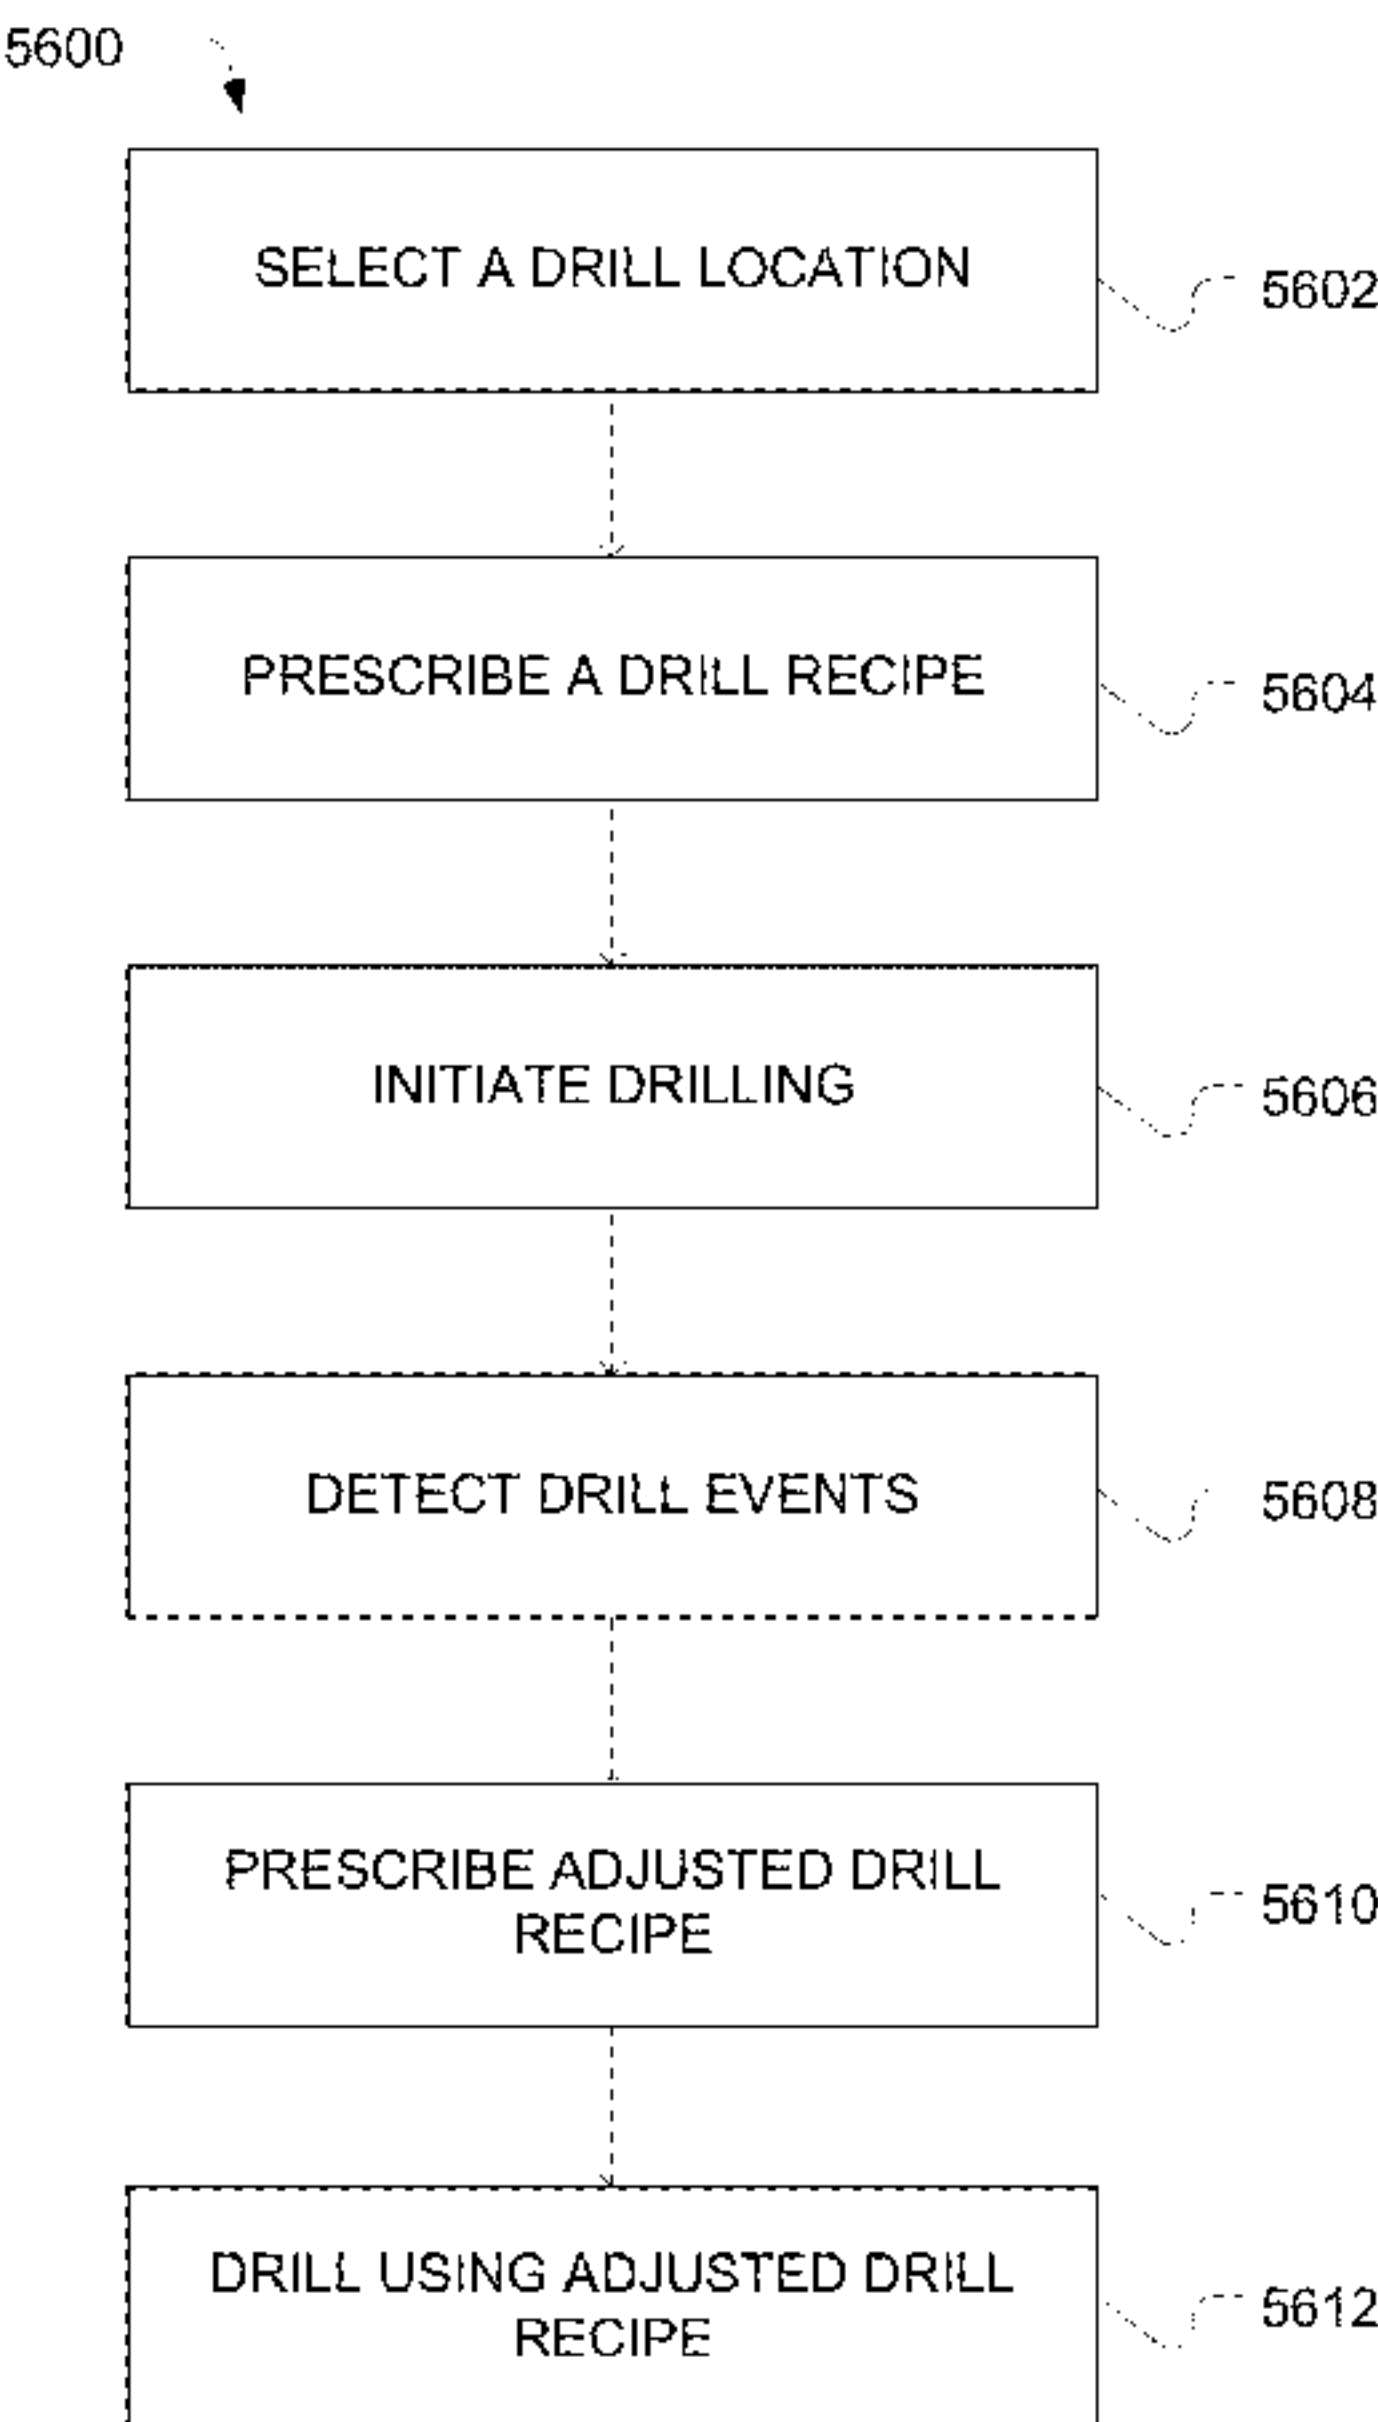 5600
SELECT A DRILL LOCATION
5602
PRESCRIBE A DRILL RECIPE
5604
INITIATE DRILLING
5606
DETECT DRILL EVENTS
5608
PRESCRIBE ADJUSTED DRILL
RECIPE
5610
DRILL USING ADJUSTED DRILL
RECIPE
5612